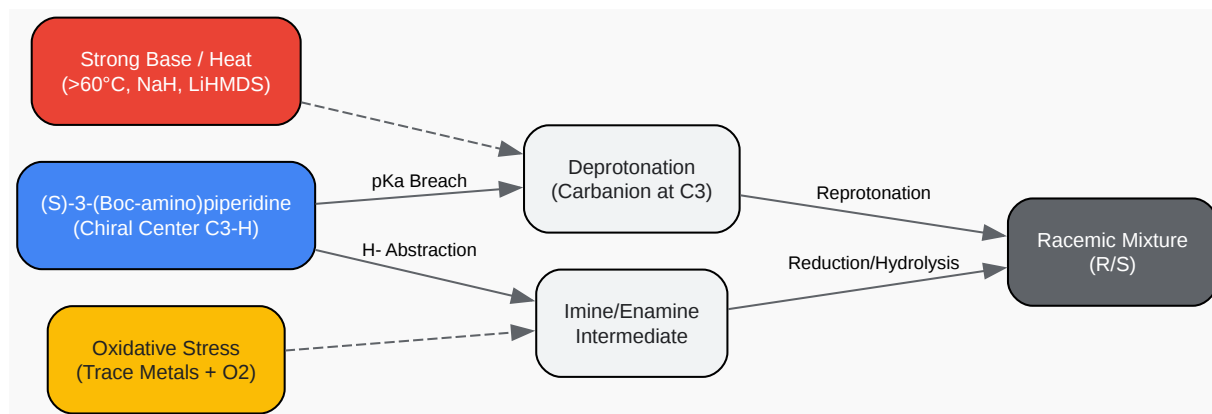 Strong Base / Heat
(>60°C, NaH, LiHMDS)
(S)-3-(Boc-amino)piperidine
(Chiral Center C3-H)
Oxidative Stress
(Trace Metals + O2)
pKa Breach
H- Abstraction
Deprotonation
(Carbanion at C3)
Imine/Enamine
Intermediate
Reprotonation
Reduction/Hydrolysis
Racemic Mixture
(R/S)